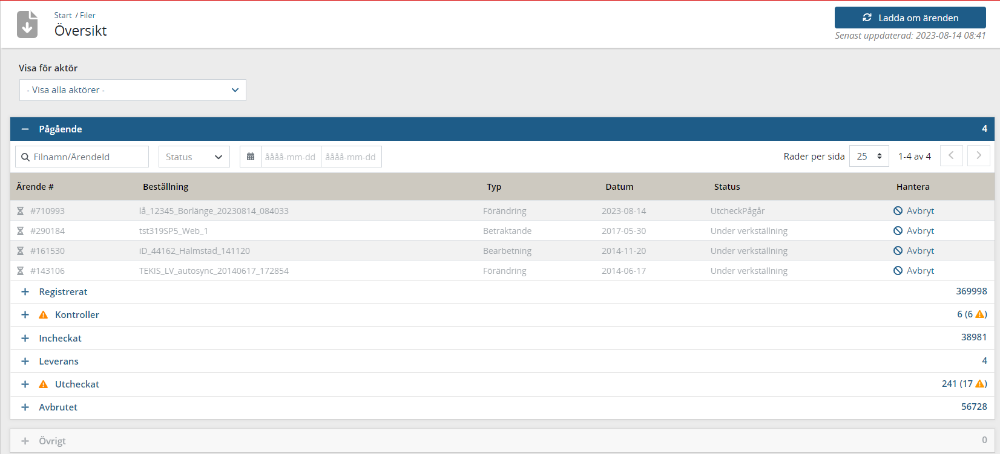 Start / Filer
Översikt
Ladda om ärenden
Senast uppdaterad: 2023-08-14 08:41
Visa för aktör
- Visa alla aktörer -
Pågående 4
Filnamn/ÄrendeId Status åååå-mm-dd åååå-mm-dd Rader per sida 25 1-4 av 4
Ärende # Beställning Typ Datum Status Hantera
#710993 lå_12345_Borlänge_20230814_084033 Förändring 2023-08-14 UtcheckPågår Avbryt
#290184 tst319SP5_Web_1 Betraktande 2017-05-30 Under verkställning Avbryt
#161530 iD_44162_Halmstad_141120 Bearbetning 2014-11-20 Under verkställning Avbryt
#143106 TEKIS_LV_autosync_20140617_172854 Förändring 2014-06-17 Under verkställning Avbryt
Registrerat 369998
Kontroller 6 (6 )
Incheckat 38981
Leverans 4
Utcheckat 241 (17 )
Avbrutet 56728
Övrigt 0